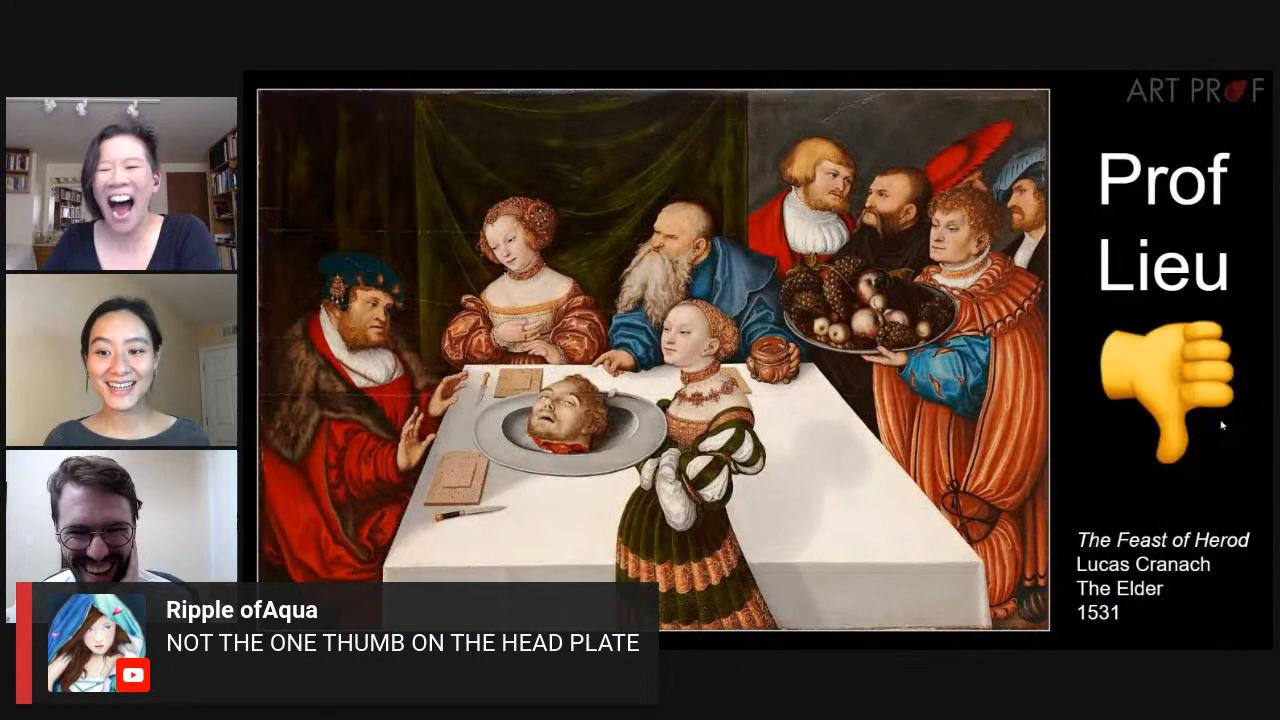 ART PROF
Prof
Lieu
The Feast of Herod
Lucas Cranach
The Elder
1531
Ripple ofAqua
NOT THE ONE THUMB ON THE HEAD PLATE